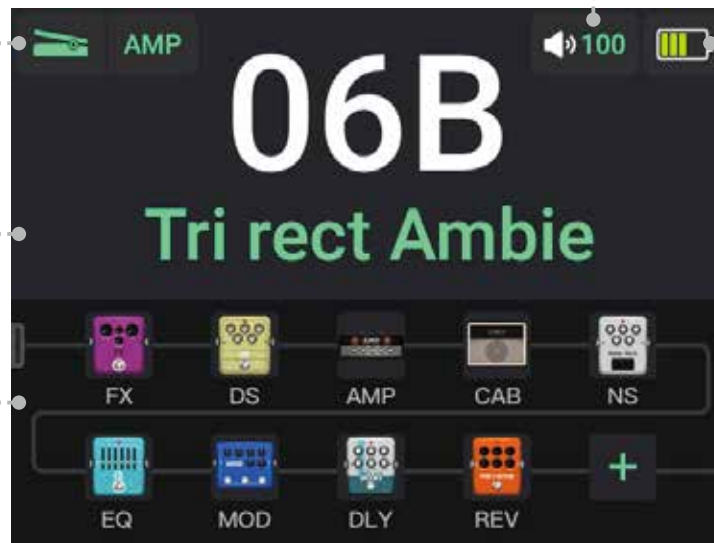 AMP
100
06B
Tri rect Ambie
FX DS AMP CAB NS
EQ MOD DLY REV +